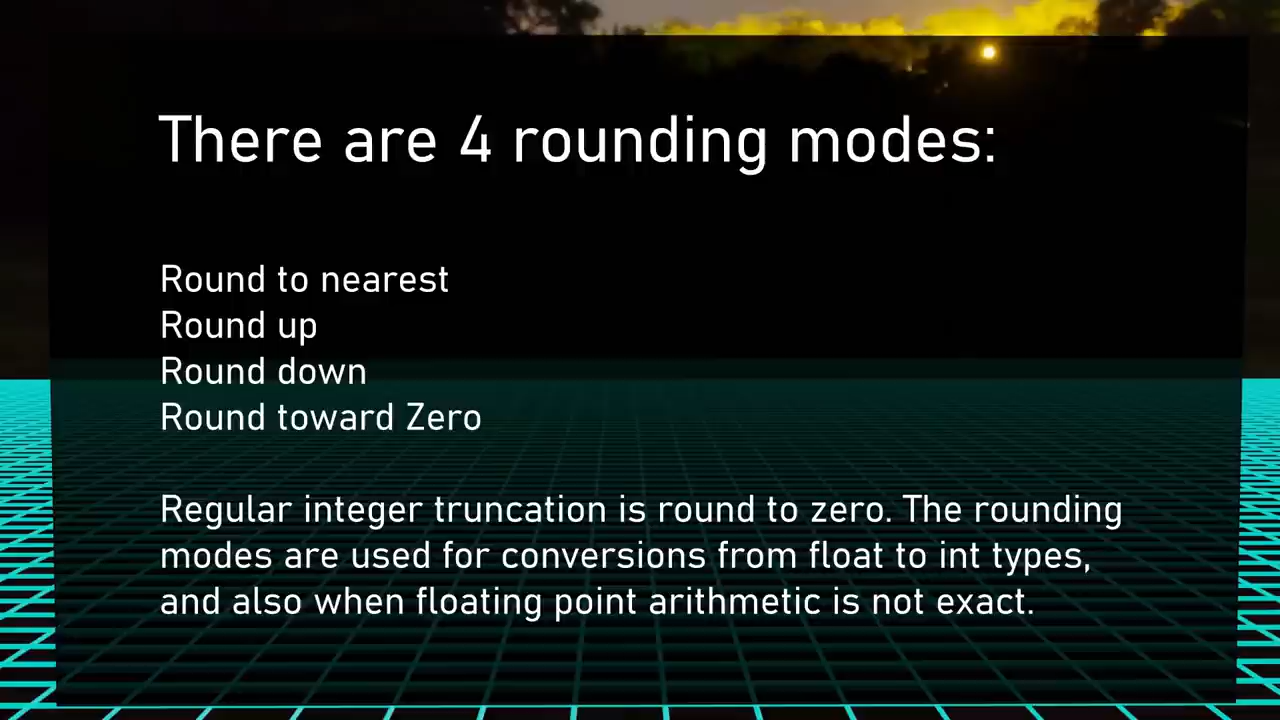 There are 4 rounding modes:
Round to nearest
Round up
Round down
Round toward Zero
Regular integer truncation is round to zero. The rounding
modes are used for conversions from float to int types,
and also when floating point arithmetic is not exact.